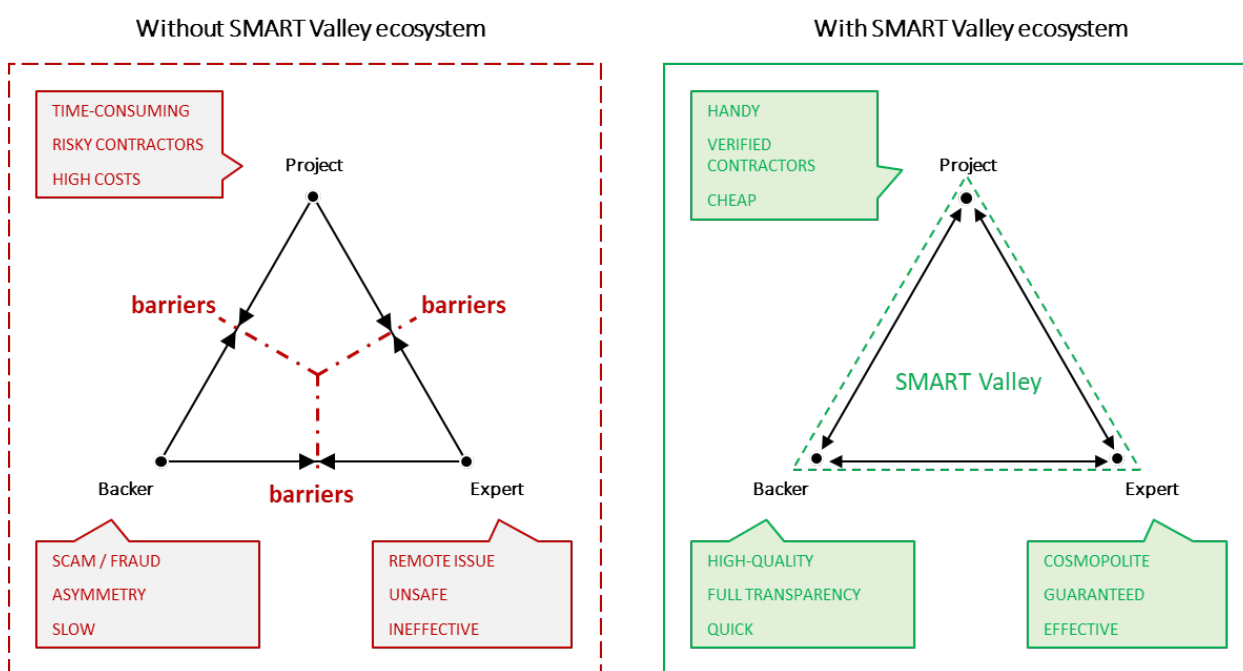 Without SMART Valley ecosystem
TIME-CONSUMING
RISKY CONTRACTORS
HIGH COSTS
Project
barriers
barriers
barriers
Backer
Expert
SCAM / FRAUD
ASYMMETRY
SLOW
REMOTE ISSUE
UNSAFE
INEFFECTIVE
With SMART Valley ecosystem
HANDY
VERIFIED
CONTRACTORS
CHEAP
Project
SMART Valley
Backer
Expert
HIGH-QUALITY
FULL TRANSPARENCY
QUICK
COSMOPOLITE
GUARANTEED
EFFECTIVE